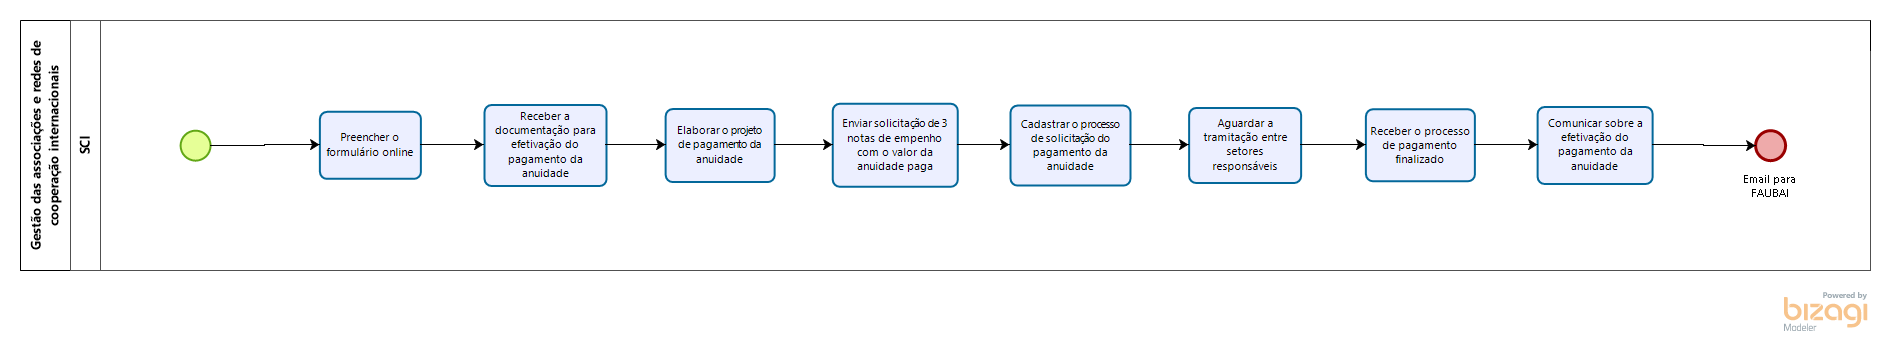 Gestão das associações e redes de
cooperação internacionais
SCI
Preencher o
formulário online
Receber a
documentação para
efetivação do
pagamento da
anuidade
Elaborar o projeto
de pagamento da
anuidade
Enviar solicitação de 3
notas de empenho
com o valor da
anuidade paga
Cadastrar o processo
de solicitação do
pagamento da
anuidade
Aguardar a
tramitação entre
setores
responsáveis
Receber o processo
de pagamento
finalizado
Comunicar sobre a
efetivação do
pagamento da
anuidade
Email para
FAUBAI
Powered by
bizagi
Modeler